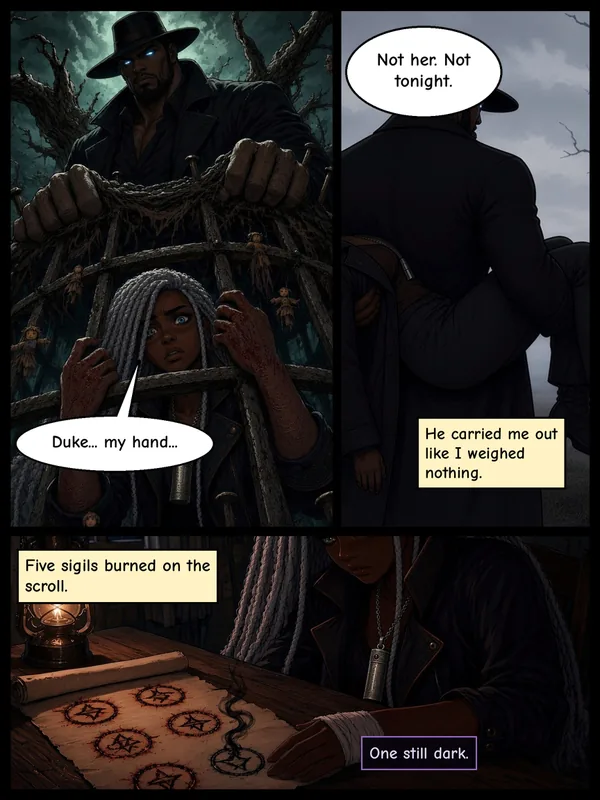 Not her. Not
tonight.
Duke... my hand...
He carried me out
like I weighed
nothing.
Five sigils burned on the
scroll.
One still dark.